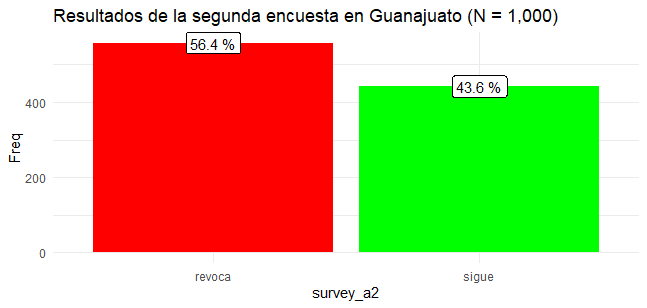 Resultados de la segunda encuesta en Guanajuato (N = 1,000)
56.4 %
43.6 %
400
200
0
Freq
revoca
sigue
survey_a2